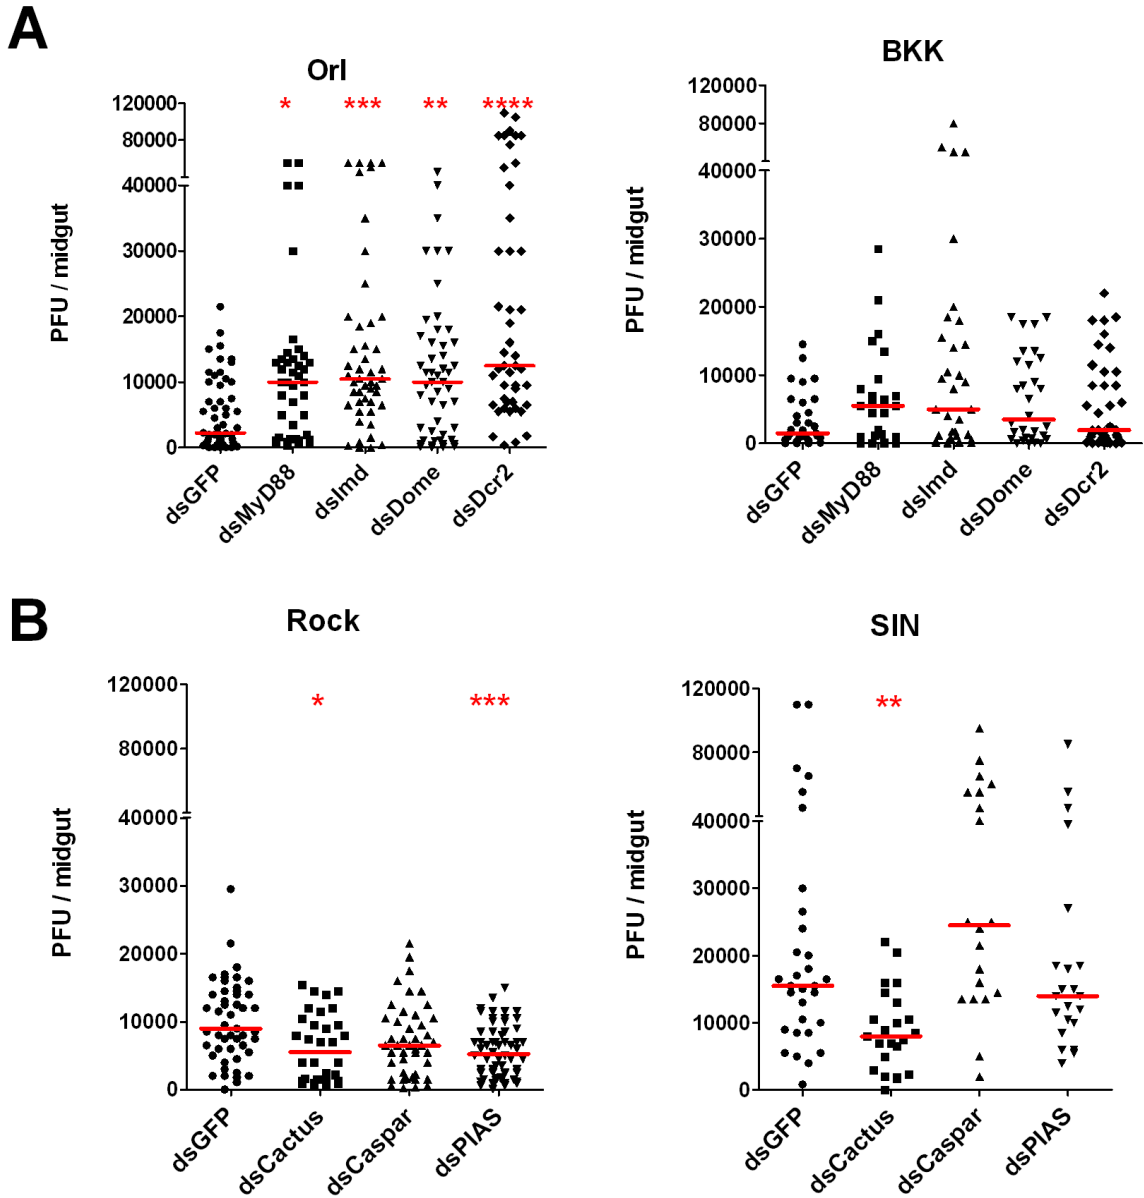 A
Orl
PFU / midgut
120000
80000
40000
30000
20000
10000
0
* *** ** ****
dsGFP dsMyD88 dsImd dsDome dsDcr2
BKK
PFU / midgut
120000
80000
40000
30000
20000
10000
0
dsGFP dsMyD88 dsImd dsDome dsDcr2
B
Rock
PFU / midgut
120000
80000
40000
30000
20000
10000
0
* ***
dsGFP dsCactus dsCaspar dsPIAS
SIN
PFU / midgut
120000
80000
40000
30000
20000
10000
0
**
dsGFP dsCactus dsCaspar dsPIAS